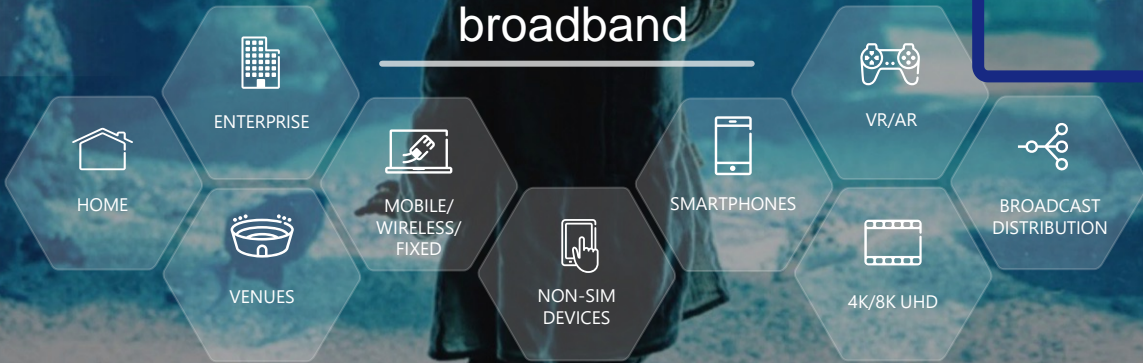 broadband
ENTERPRISE
VR/AR
HOME
MOBILE/
WIRELESS/
FIXED
SMARTPHONES
BROADCAST
DISTRIBUTION
VENUES
NON-SIM
DEVICES
4K/8K UHD